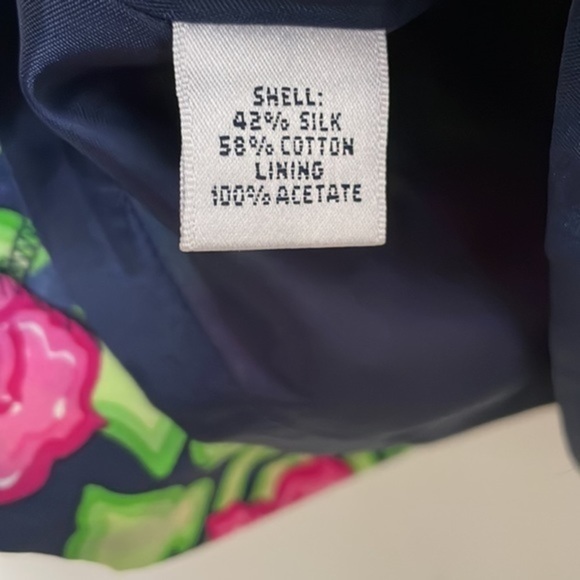 SHELL:
42% SILK
58% COTTON
LINING
100% ACETATE